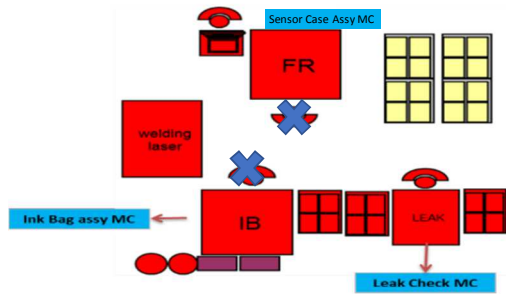 Sensor Case Assy MC
FR
welding
laser
Ink Bag assy MC
IB
LEAK
Leak Check MC